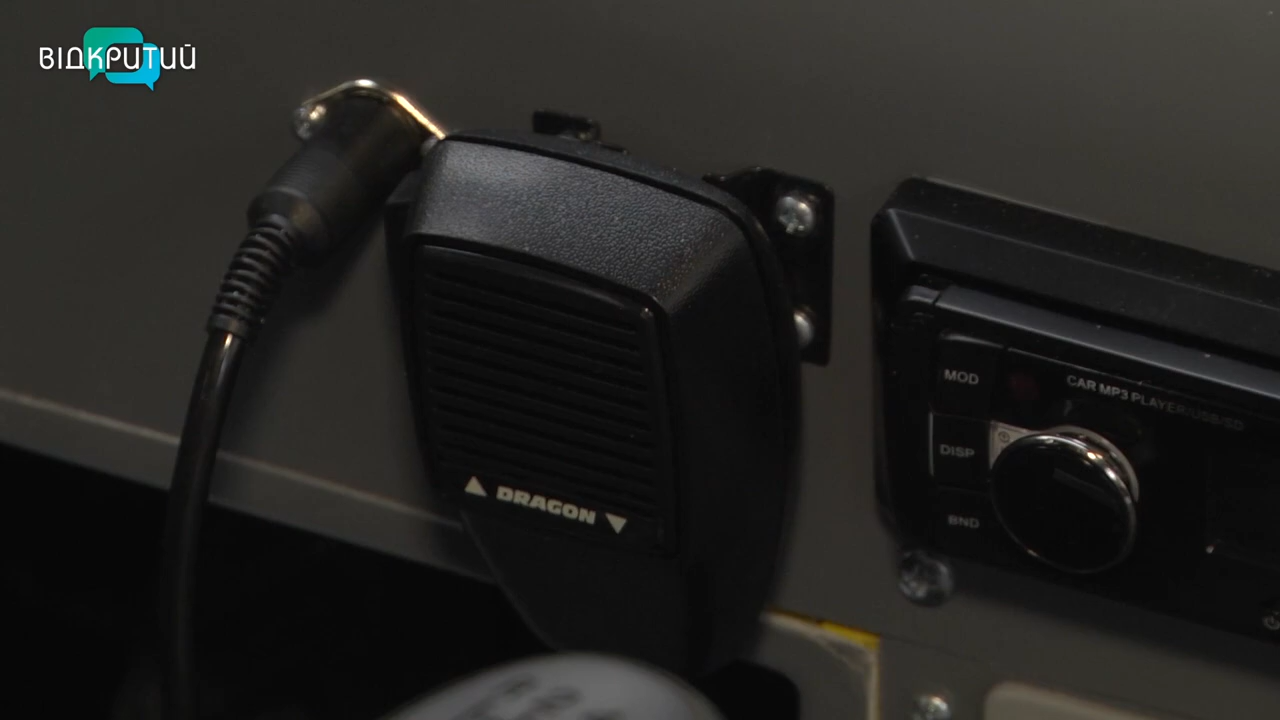 ВІДКРИТИЙ
MOD
CAR MP3 PLAYER/USB/SD
DISP
BND
▲ DRAGON ▼